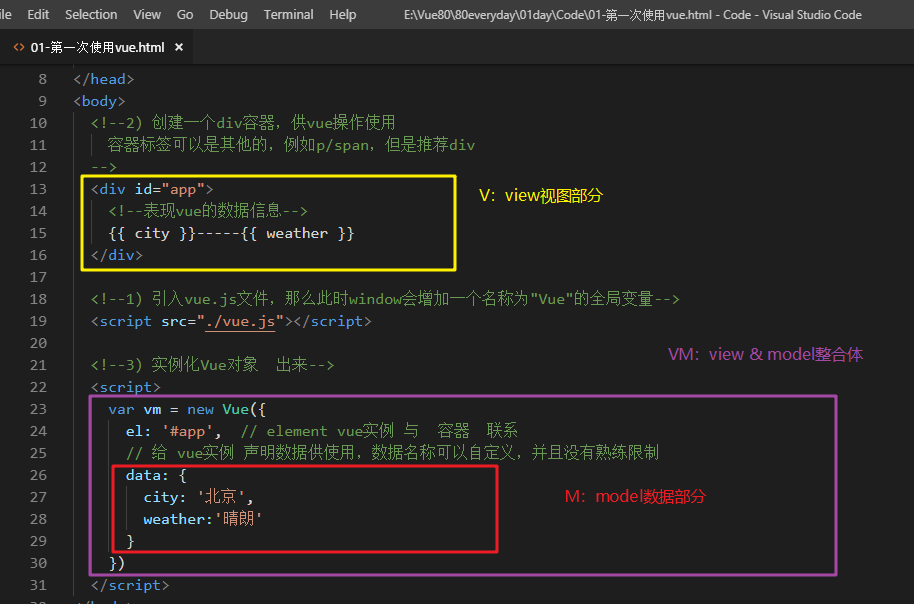 ile Edit Selection View Go Debug Terminal Help E:\Vue80\80everyday\01day\Code\01-第一次使用vue.html - Code - Visual Studio Code
<> 01-第一次使用vue.html ×
8 </head>
9 <body>
10 <!--2) 创建一个div容器，供vue操作使用
11 容器标签可以是其他的，例如p/span，但是推荐div
12 -->
13 <div id="app">
V：view视图部分
14 <!--表现vue的数据信息-->
15 {{ city }}-----{{ weather }}
16 </div>
17
18 <!--1) 引入vue.js文件，那么此时window会增加一个名称为"Vue"的全局变量-->
19 <script src="./vue.js"></script>
20
VM：view & model整合体
21 <!--3) 实例化Vue对象 出来-->
22 <script>
23 var vm = new Vue({
24 el: '#app', // element vue实例 与 容器 联系
25 // 给 vue实例 声明数据供使用，数据名称可以自定义，并且没有熟练限制
26 data: {
27 city: '北京',
M：model数据部分
28 weather:'晴朗'
29 }
30 })
31 </script>